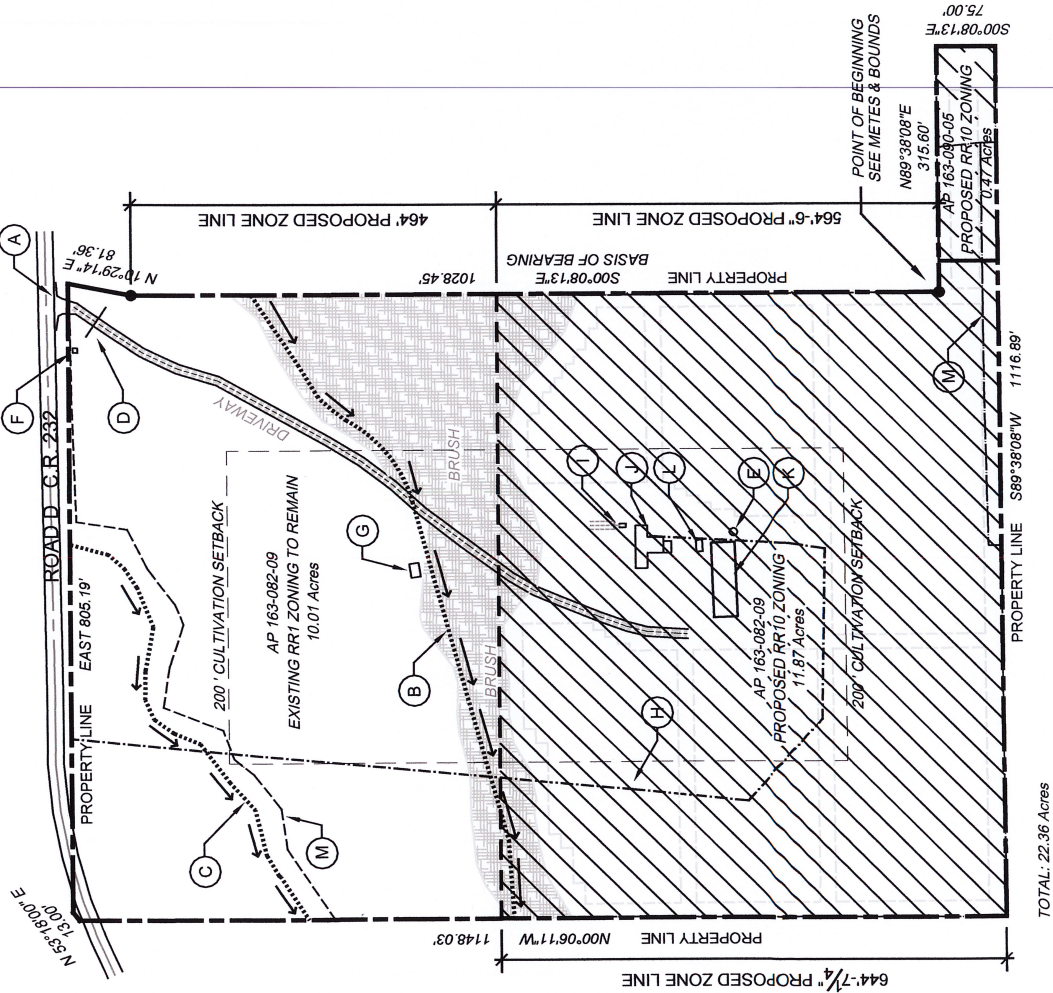 A
F
ROAD D C.R. 232
D
N 10°29'14" E
81.36'
N 53°18'00" E
13.00'
PROPERTY LINE EAST 805.19'
DRIVEWAY
464' PROPOSED ZONE LINE
564'-6" PROPOSED ZONE LINE
1028.45'
S00°08'13"E
BASIS OF BEARING
PROPERTY LINE
POINT OF BEGINNING
SEE METES & BOUNDS
N89°38'08"E
315.60'
S00°08'13"E
75.00'
AP 163-090-05
PROPOSED RR10 ZONING
0.47 Acres
200 ' CULTIVATION SETBACK
AP 163-082-09
EXISTING RR1 ZONING TO REMAIN
10.01 Acres
G
BRUSH
B
BRUSH
C
M
I
J
L
E
K
H
AP 163-082-09
PROPOSED RR10 ZONING
11.87 Acres
200 ' CULTIVATION SETBACK
M
1148.03'
N00°06'11"W
PROPERTY LINE
644'-7 1/4" PROPOSED ZONE LINE
PROPERTY LINE S89°38'08"W 1116.89'
TOTAL: 22.36 Acres